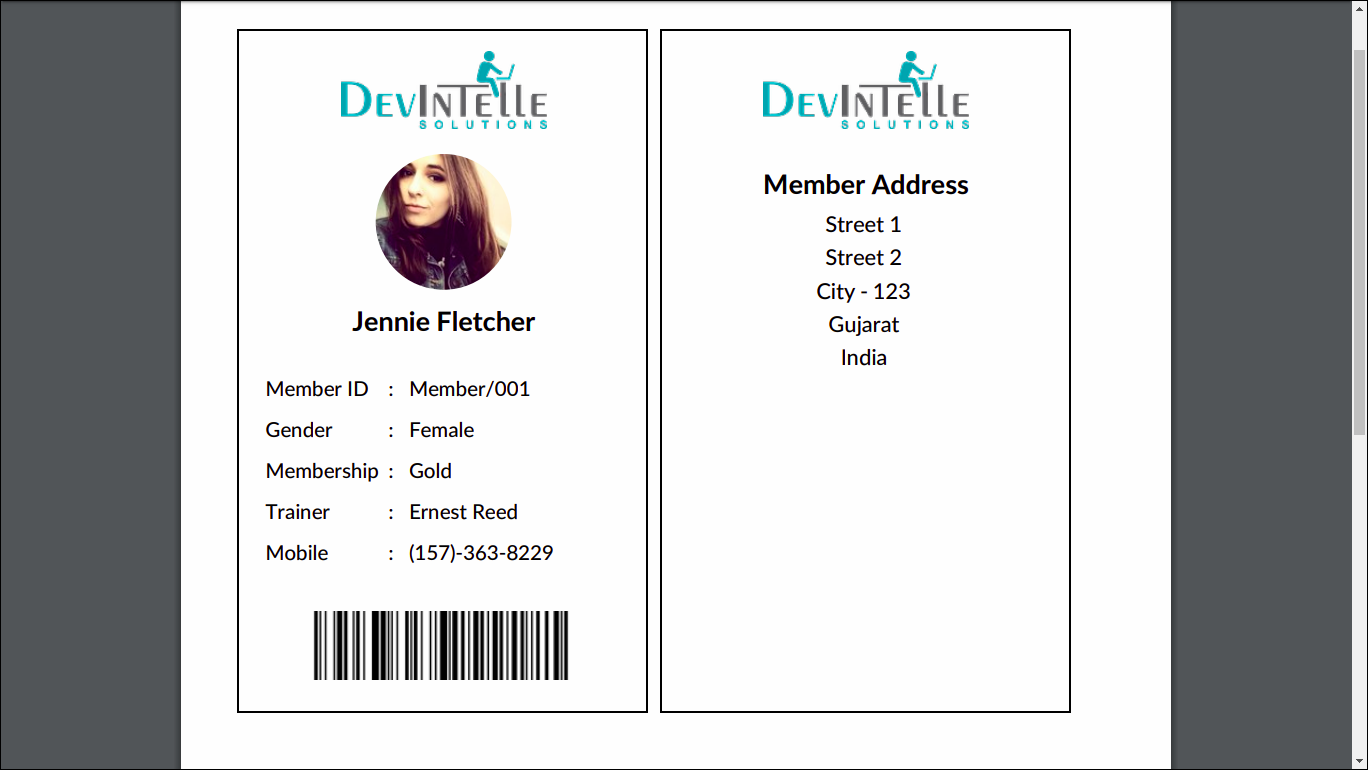 DEVINTELLE
SOLUTIONS
Jennie Fletcher
Member ID : Member/001
Gender : Female
Membership : Gold
Trainer : Ernest Reed
Mobile : (157)-363-8229
DEVINTELLE
SOLUTIONS
Member Address
Street 1
Street 2
City - 123
Gujarat
India